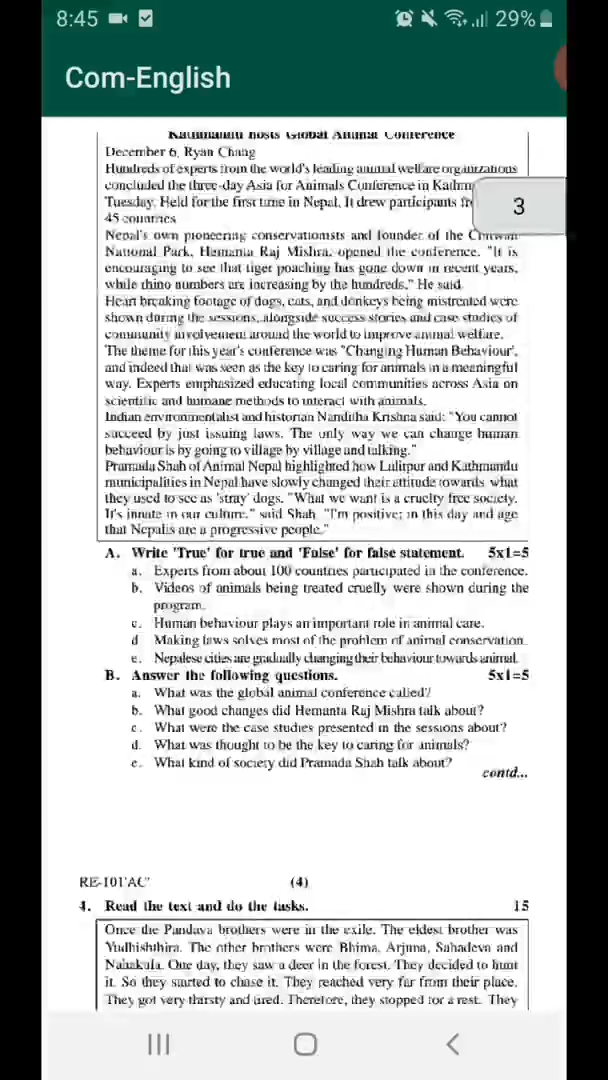 8:45
29%
Com-English
Kathmandu hosts Global Animal Conference
December 6, Ryan Chang
Hundreds of experts from the world's leading animal welfare organizations
concluded the three-day Asia for Animals Conference in Kathm
Tuesday. Held for the first time in Nepal, It drew participants fr
3
45 countries
Nepal's own pioneering conservationists and founder of the Chitwan
National Park, Hemanta Raj Mishra, opened the conference. "It is
encouraging to see that tiger poaching has gone down in recent years,
while rhino numbers are increasing by the hundreds," He said
Heart breaking footage of dogs, cats, and donkeys being mistreated were
shown during the sessions, alongside success stories and case studies of
community involvement around the world to improve animal welfare.
The theme for this year's conference was "Changing Human Behaviour',
and indeed that was seen as the key to caring for animals in a meaningful
way. Experts emphasized educating local communities across Asia on
scientific and humane methods to interact with animals.
Indian environmentalist and historian Nanditha Krishna said: "You cannot
succeed by just issuing laws. The only way we can change human
behaviour is by going to village by village and talking."
Pramada Shah of Animal Nepal highlighted how Lalitpur and Kathmandu
municipalities in Nepal have slowly changed their attitude towards what
they used to see as 'stray' dogs. "What we want is a cruelty free society.
It's innate in our culture." said Shah. "I'm positive; in this day and age
that Nepalis are a progressive people."
A. Write 'True' for true and 'False' for false statement. 5x1=5
a. Experts from about 100 countries participated in the conference.
b. Videos of animals being treated cruelly were shown during the
program.
c. Human behaviour plays an important role in animal care.
d Making laws solves most of the problem of animal conservation.
e. Nepalese cities are gradually changing their behaviour towards animal.
B. Answer the following questions. 5x1=5
a. What was the global animal conference called?
b. What good changes did Hemanta Raj Mishra talk about?
c. What were the case studies presented in the sessions about?
d. What was thought to be the key to caring for animals?
e. What kind of society did Pramada Shah talk about?
contd...
RE-101'AC' (4)
4. Read the text and do the tasks. 15
Once the Pandava brothers were in the exile. The eldest brother was
Yudhishthira. The other brothers were Bhima, Arjuna, Sahadeva and
Nahakula. One day, they saw a deer in the forest. They decided to hunt
it. So they started to chase it. They reached very far from their place.
They got very thirsty and tired. Therefore, they stopped for a rest. They